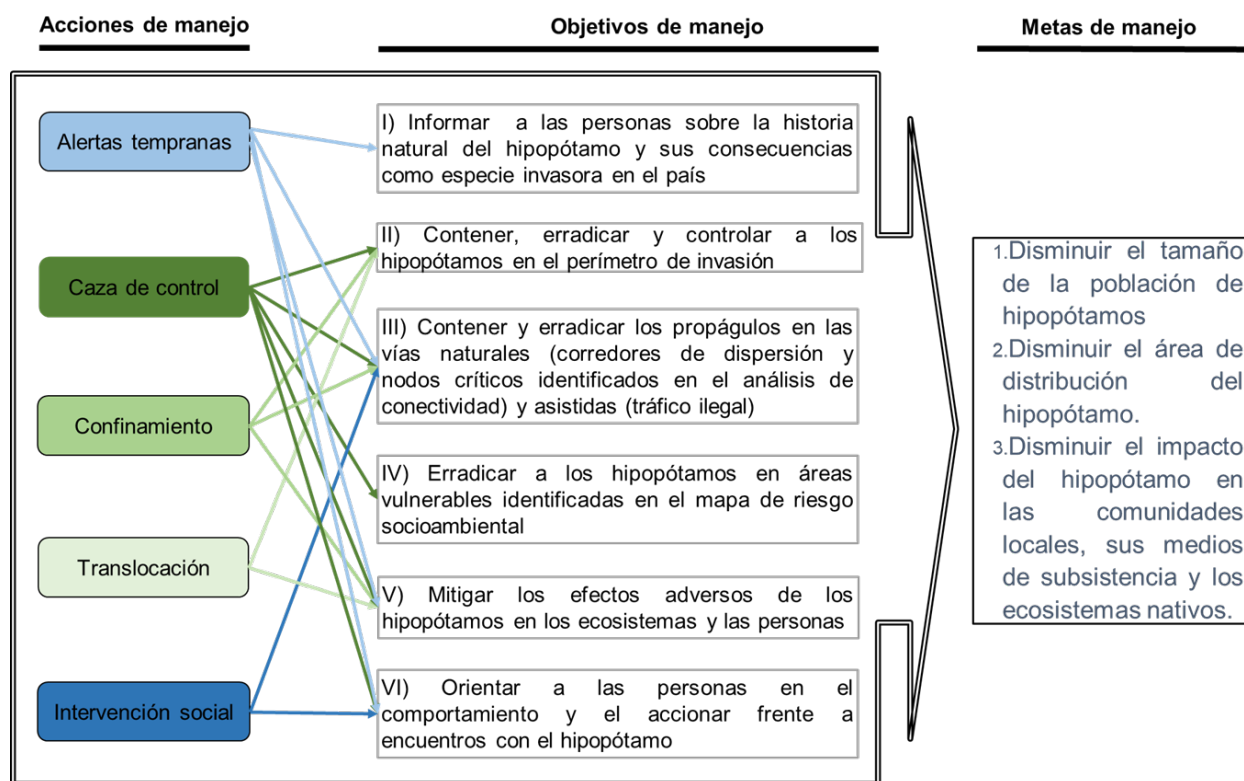 Acciones de manejo
Objetivos de manejo
Metas de manejo
Alertas tempranas
Caza de control
Confinamiento
Translocación
Intervención social
I) Informar a las personas sobre la historia
natural del hipopótamo y sus consecuencias
como especie invasora en el país
II) Contener, erradicar y controlar a los
hipopótamos en el perímetro de invasión
III) Contener y erradicar los propágulos en las
vías naturales (corredores de dispersión y
nodos críticos identificados en el análisis de
conectividad) y asistidas (tráfico ilegal)
IV) Erradicar a los hipopótamos en áreas
vulnerables identificadas en el mapa de riesgo
socioambiental
V) Mitigar los efectos adversos de los
hipopótamos en los ecosistemas y las personas
VI) Orientar a las personas en el
comportamiento y el accionar frente a
encuentros con el hipopótamo
1.Disminuir el tamaño
de la población de
hipopótamos
2.Disminuir el área de
distribución del
hipopótamo.
3.Disminuir el impacto
del hipopótamo en
las comunidades
locales, sus medios
de subsistencia y los
ecosistemas nativos.